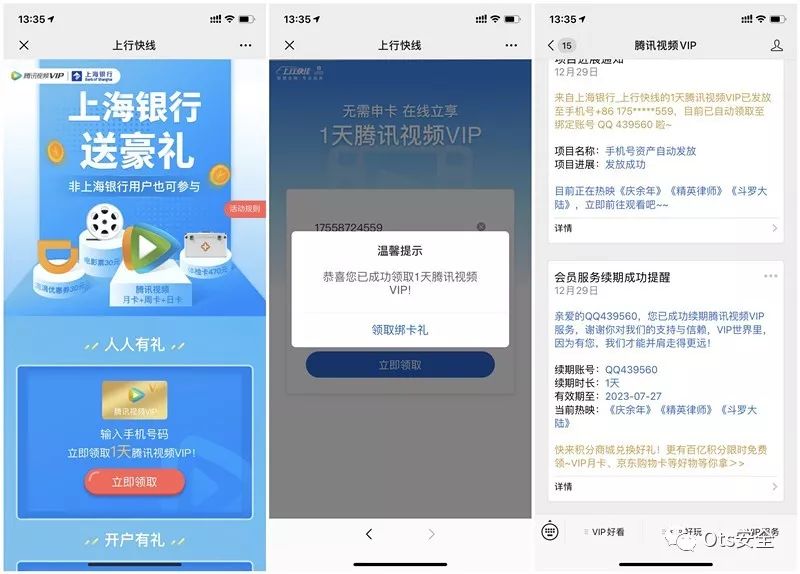 13:35
上行快线
腾讯视频VIP
上海银行
Bank of Shanghai
上海银行
送豪礼
非上海银行用户也可参与
活动规则
电影票30元
优惠券30元
体检卡470元
腾讯视频
月卡+周卡+日卡
人人有礼
腾讯视频VIP
输入手机号码
立即领取1天腾讯视频VIP!
立即领取
开户有礼
13:35
上行快线
上行快线
无需申卡 在线立享
1天腾讯视频VIP
17558724559
温馨提示
恭喜您已成功领取1天腾讯视频
VIP!
领取绑卡礼
立即领取
13:35
15
腾讯视频VIP
项目进展通知
12月29日
来自上海银行_上行快线的1天腾讯视频VIP已发放
至手机号+86 175*****559，目前已自动领取至
绑定账号 QQ 439560 啦~
项目名称：手机号资产自动发放
项目进展：发放成功
目前正在热映《庆余年》《精英律师》《斗罗大
陆》，立即前往观看吧~~
详情
会员服务续期成功提醒
12月29日
亲爱的QQ439560，您已成功续期腾讯视频VIP
服务，谢谢你对我们的支持与信赖，VIP世界里，
因为有您，我们才能并肩走得更远！
续期账号：QQ439560
续期时长：1天
有效期至：2023-07-27
当前热映：《庆余年》《精英律师》《斗罗大
陆》
快来积分商城兑换好礼！更有百亿积分限时免费
领~VIP月卡、京东购物卡等好物等你拿＞＞
详情
VIP好看
好玩
VIP服务
Ots安全